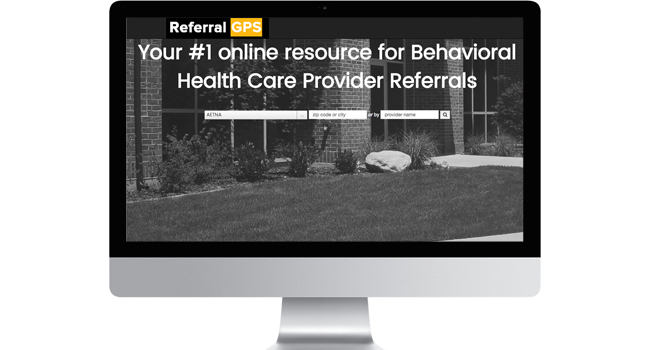 Referral GPS
Your #1 online resource for Behavioral
Health Care Provider Referrals
AETNA zip code or city or by provider name